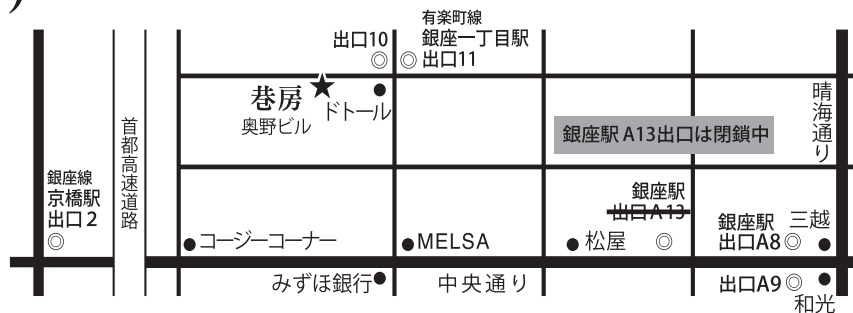 有楽町線
出口10
銀座一丁目駅
出口11
巷房
奥野ビル
ドトール
晴海通り
首都高速道路
銀座駅 A13出口は閉鎖中
銀座線
京橋駅
出口2
銀座駅
出口A13
コージーコーナー
MELSA
松屋
銀座駅
出口A8
三越
みずほ銀行
中央通り
出口A9
和光